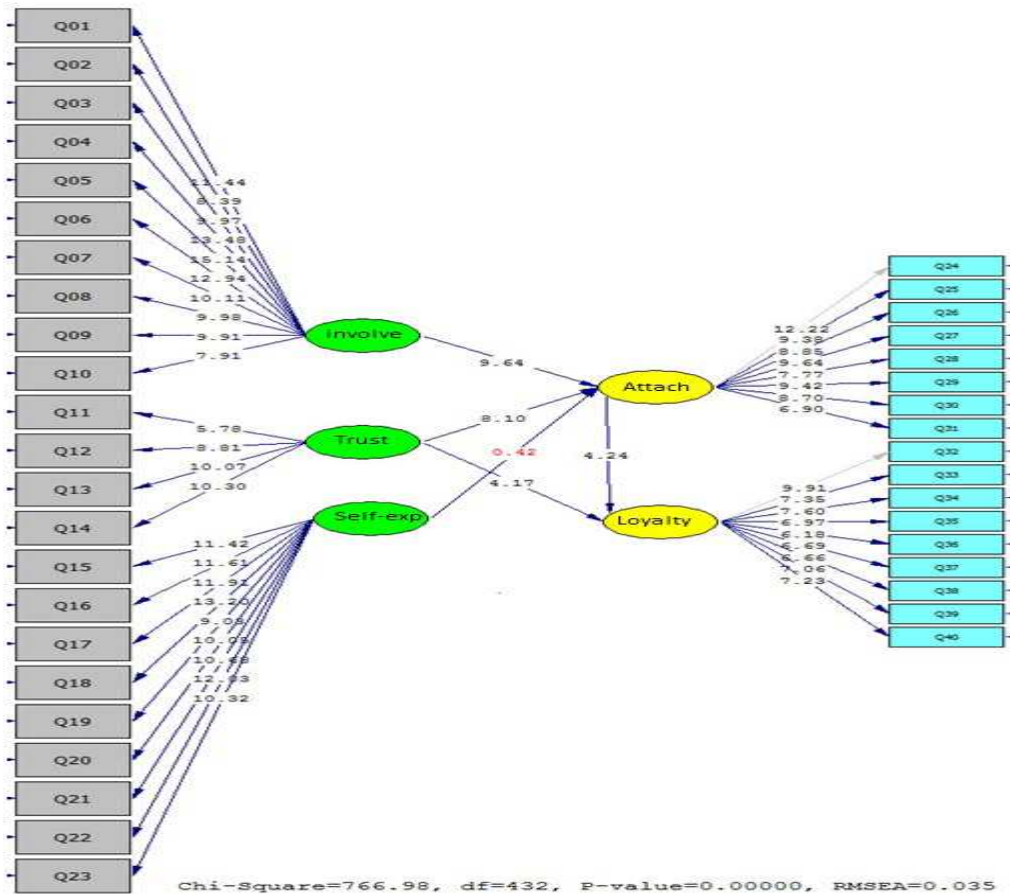 Q01
Q02
Q03
Q04
Q05
Q06
Q07
Q08
Q09
Q10
Q11
Q12
Q13
Q14
Q15
Q16
Q17
Q18
Q19
Q20
Q21
Q22
Q23
11.44
8.39
9.97
13.48
15.14
12.94
10.11
9.98
9.91
7.91
5.78
8.81
10.07
10.30
11.42
11.61
11.91
13.20
10.32
Involve
Trust
Self-exp
9.64
8.10
0.42
4.17
4.24
Attach
Loyalty
12.22
9.38
8.85
9.64
7.77
9.42
8.70
6.90
9.91
7.35
7.60
6.97
6.18
6.69
6.66
7.06
7.23
Q24
Q25
Q26
Q27
Q28
Q29
Q30
Q31
Q32
Q33
Q34
Q35
Q36
Q37
Q38
Q39
Q40
Chi-Square=766.98, df=432, P-value=0.00000, RMSEA=0.035